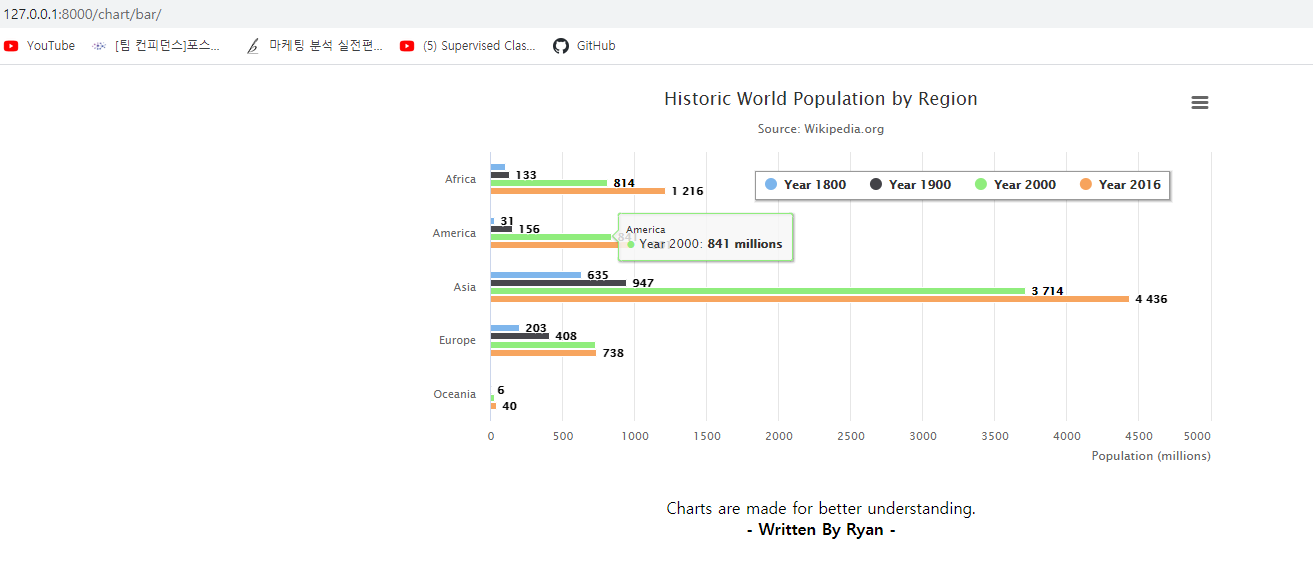 127.0.0.1:8000/chart/bar/
YouTube [팀 컨피던스]포스... 마케팅 분석 실전편... (5) Supervised Clas... GitHub
Historic World Population by Region
Source: Wikipedia.org
Africa
133
814
1 216
Year 1800 Year 1900 Year 2000 Year 2016
America
31
156
841
America
Year 2000: 841 millions
Asia
635
947
3 714
4 436
Europe
203
408
738
Oceania
6
40
0 500 1000 1500 2000 2500 3000 3500 4000 4500 5000
Population (millions)
Charts are made for better understanding.
- Written By Ryan -